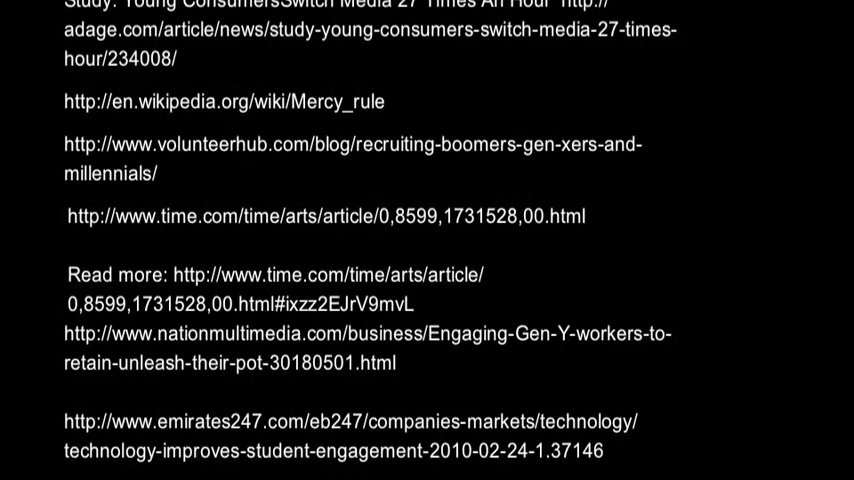 Study: Young ConsumersSwitch Media 27 Times An Hour http://
adage.com/article/news/study-young-consumers-switch-media-27-times-
hour/234008/
http://en.wikipedia.org/wiki/Mercy_rule
http://www.volunteerhub.com/blog/recruiting-boomers-gen-xers-and-
millennials/
http://www.time.com/time/arts/article/0,8599,1731528,00.html
Read more: http://www.time.com/time/arts/article/
0,8599,1731528,00.html#ixzz2EJrV9mvL
http://www.nationmultimedia.com/business/Engaging-Gen-Y-workers-to-
retain-unleash-their-pot-30180501.html
http://www.emirates247.com/eb247/companies-markets/technology/
technology-improves-student-engagement-2010-02-24-1.37146